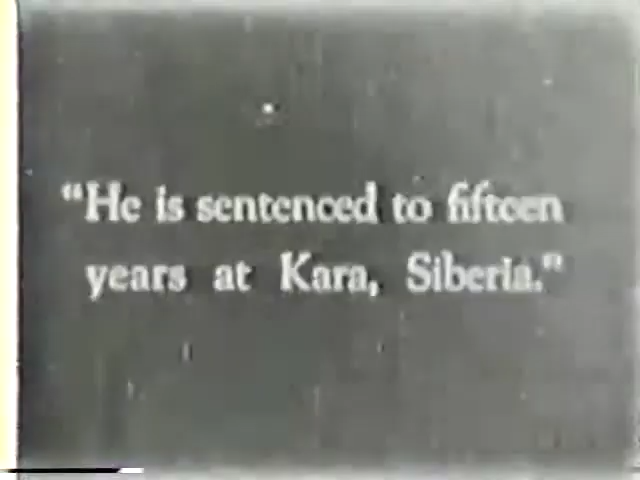 “He is sentenced to fifteen
years at Kara, Siberia.”